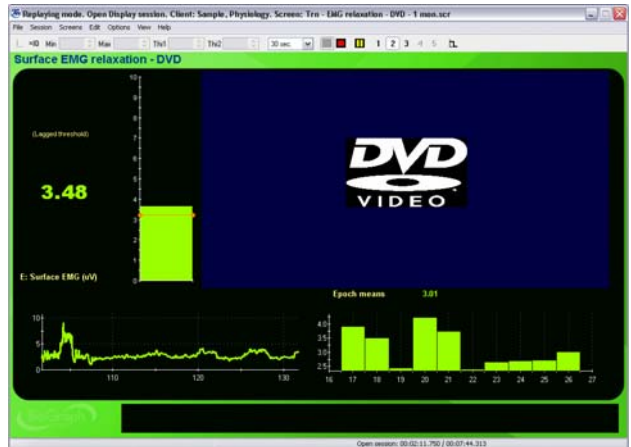 Replaying mode. Open Display session. Client: Sample, Physiology. Screen: Trn - EMG relaxation - DVD - 1 mon.scr
File Session Screens Edit Options View Help
Min Max Thl1 Thl2 30 sec. 1 2 3 4 5
Surface EMG relaxation - DVD
(Lagged threshold)
3.48
E: Surface EMG (uV)
10
9
8
7
6
5
4
3
2
1
0
DVD
VIDEO
Epoch means 3.01
10
5
0
110 120 130
4.0
3.5
3.0
2.5
16 17 18 19 20 21 22 23 24 25 26 27
BioGraph
Open session: 00:02:11.750 / 00:07:44.313